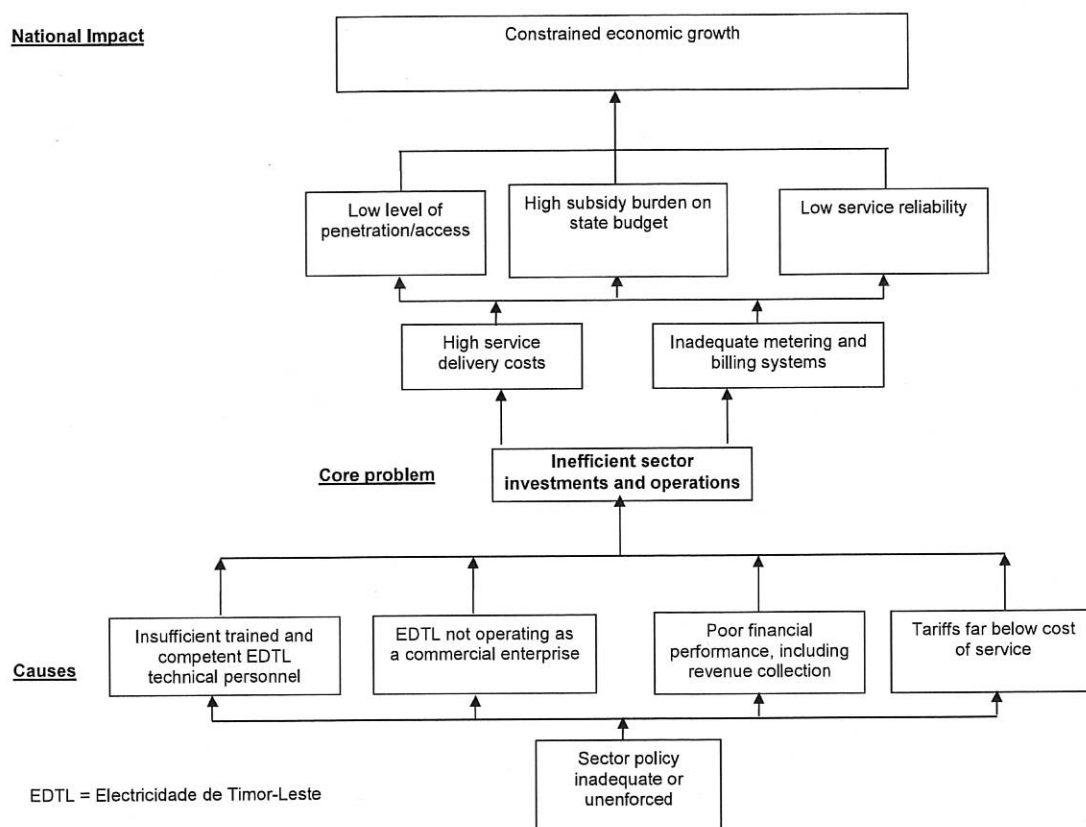 National Impact
Constrained economic growth
Low level of
penetration/access
High subsidy burden on
state budget
Low service reliability
High service
delivery costs
Inadequate metering and
billing systems
Core problem
Inefficient sector
investments and operations
Causes
Insufficient trained and
competent EDTL
technical personnel
EDTL not operating as
a commercial enterprise
Poor financial
performance, including
revenue collection
Tariffs far below cost
of service
Sector policy
inadequate or
unenforced
EDTL = Electricidade de Timor-Leste